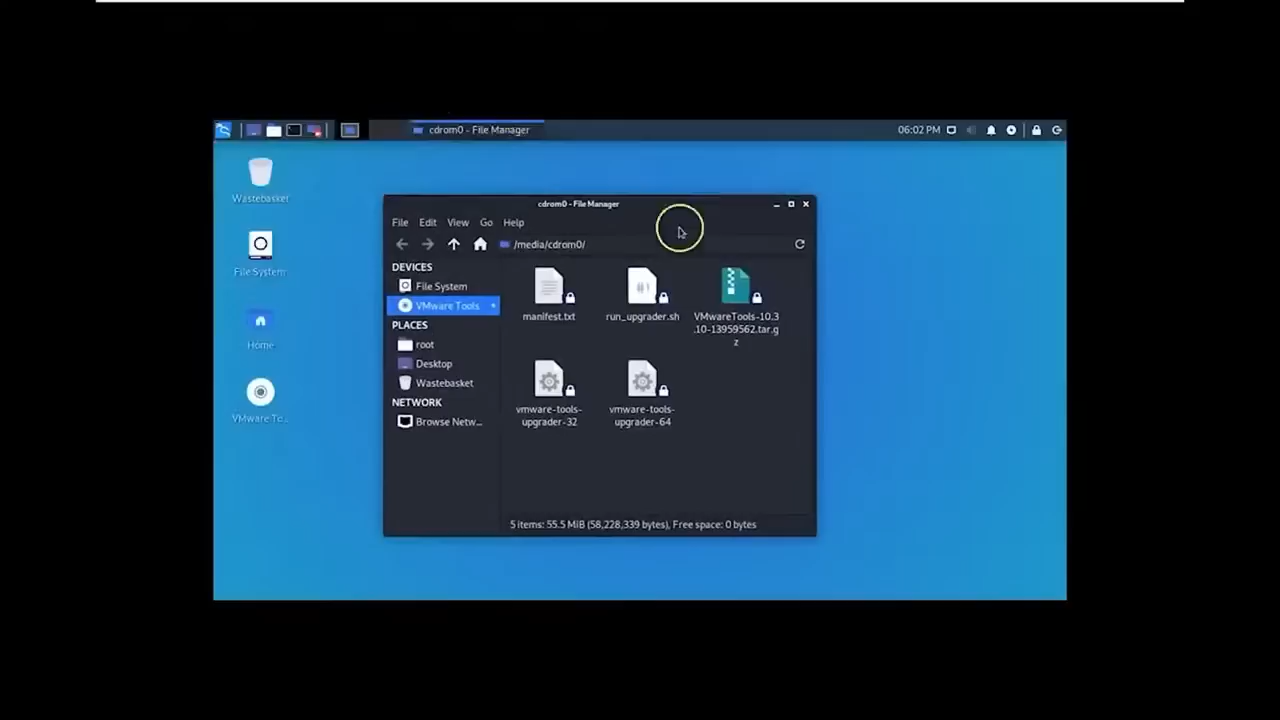 cdrom0 - File Manager
06:02 PM
Wastebasket
File System
Home
VMware To...
cdrom0 - File Manager
File Edit View Go Help
/media/cdrom0/
DEVICES
File System
VMware Tools
PLACES
root
Desktop
Wastebasket
NETWORK
Browse Netw...
manifest.txt
run_upgrader.sh
VMwareTools-10.3
.10-13959562.tar.g
z
vmware-tools-
upgrader-32
vmware-tools-
upgrader-64
5 items: 55.5 MiB (58,228,339 bytes), Free space: 0 bytes